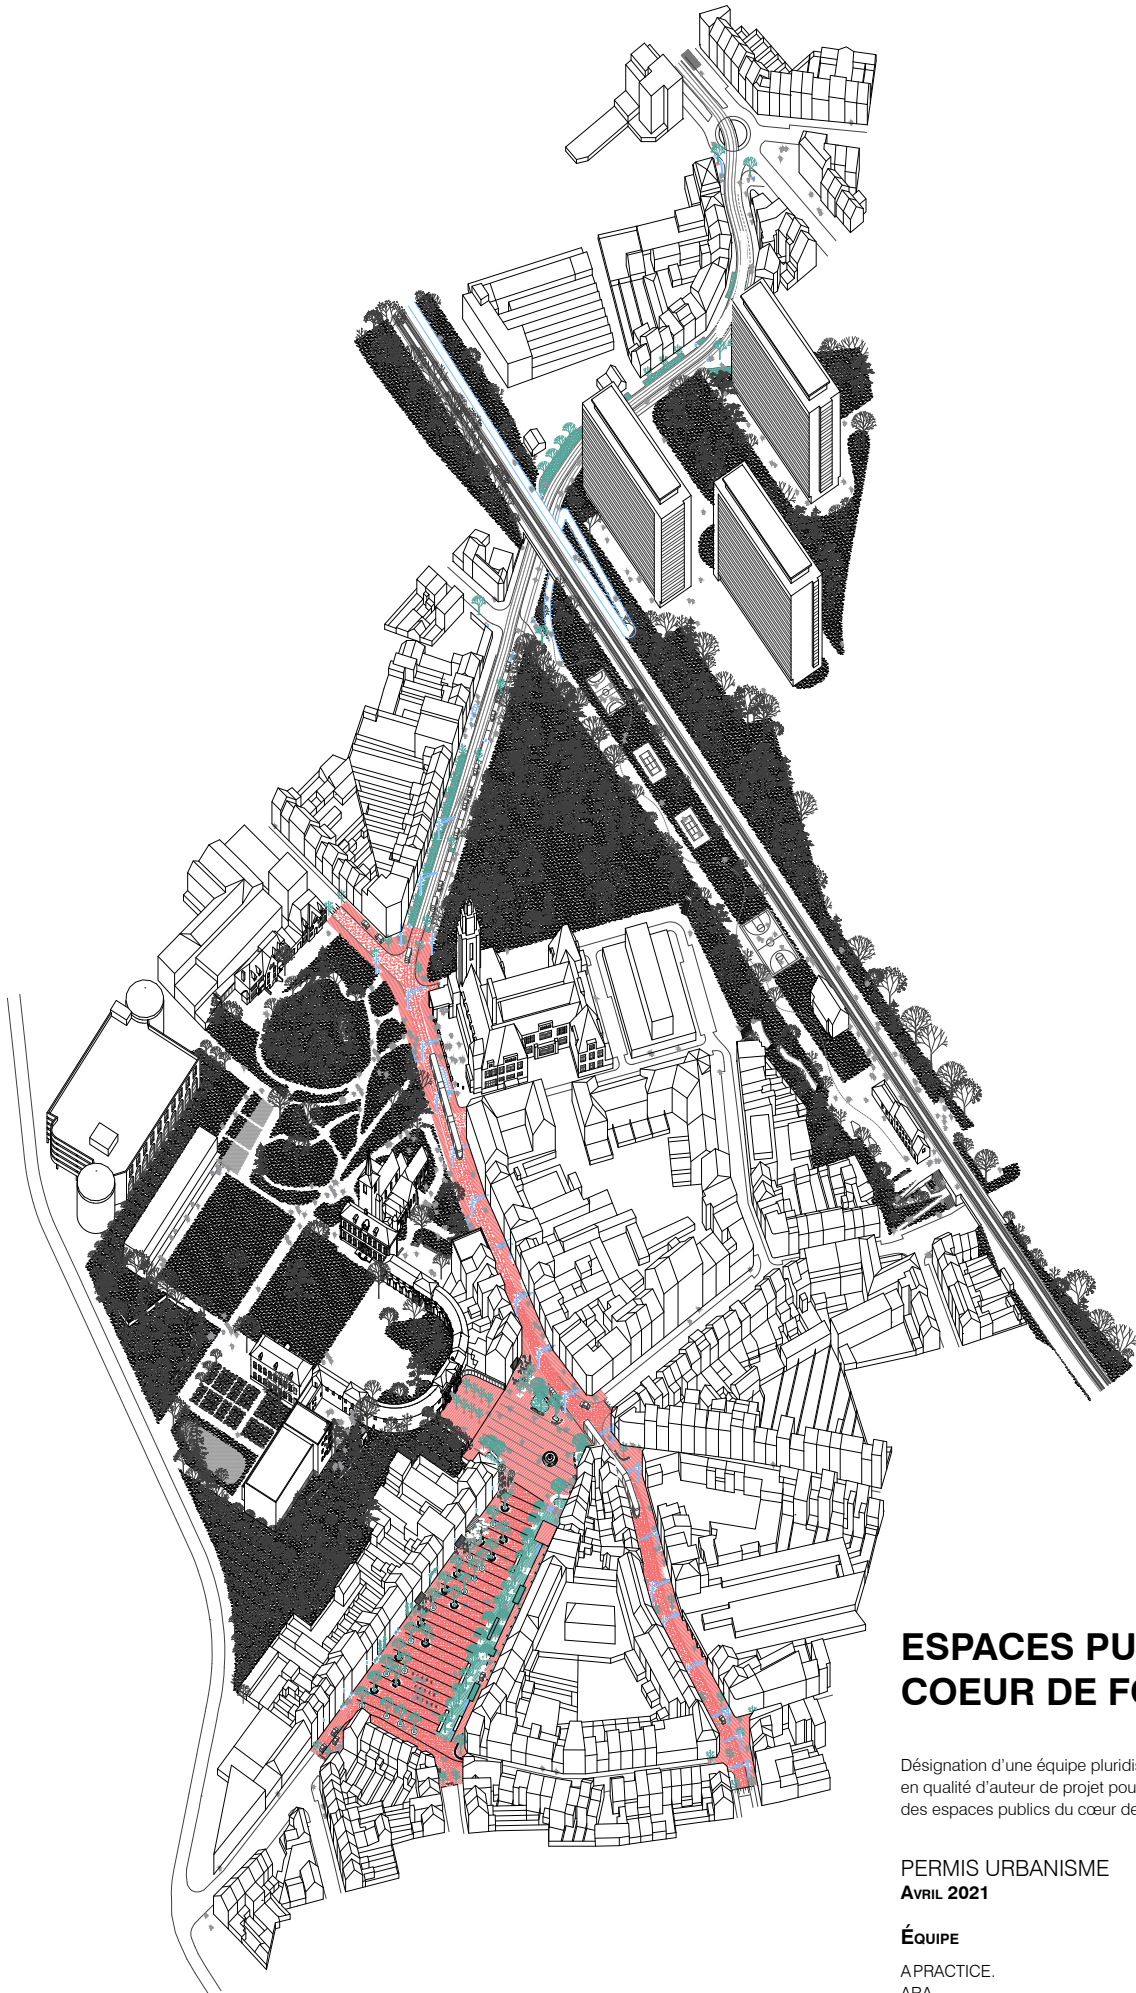 ESPACES PU
COEUR DE FO
Désignation d'une équipe pluridis
en qualité d'auteur de projet pou
des espaces publics du cœur de
PERMIS URBANISME
Avril 2021
Équipe
APRACTICE.